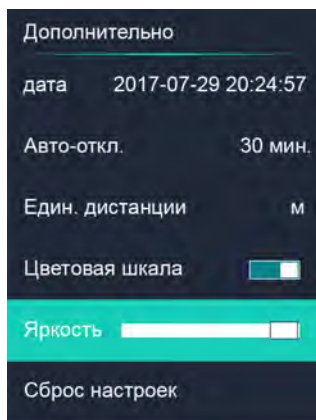 Дополнительно
дата 2017-07-29 20:24:57
Авто-откл. 30 мин.
Един. дистанции м
Цветовая шкала
Яркость
Сброс настроек